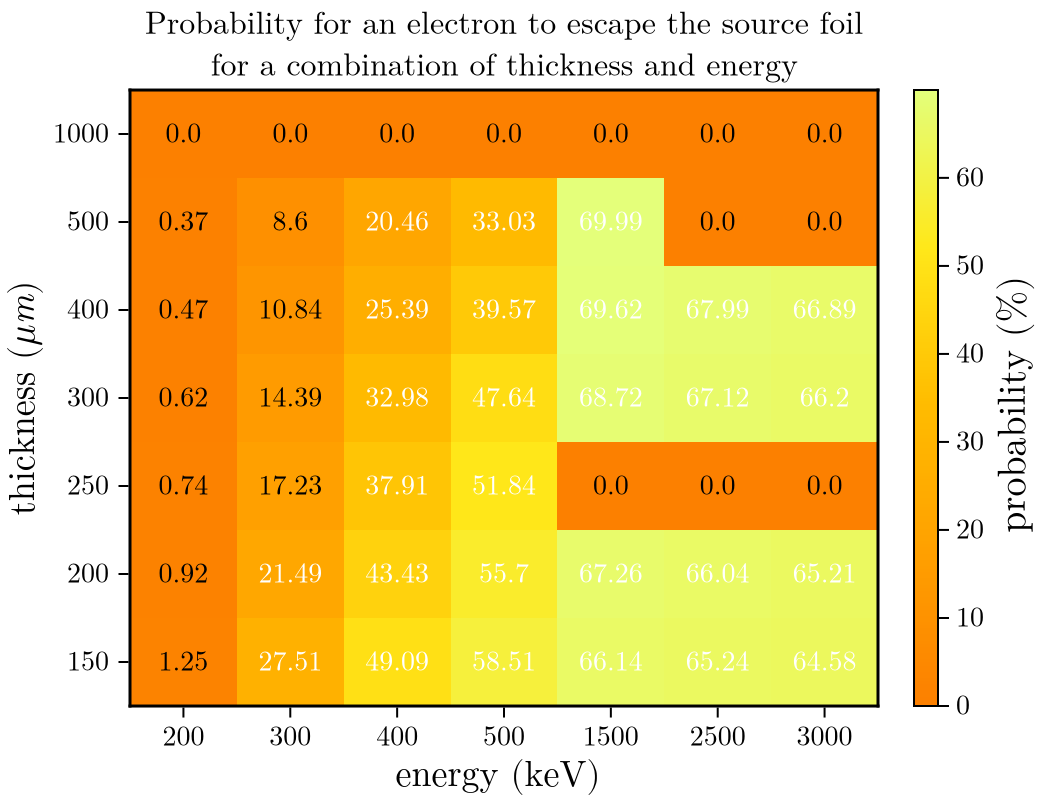 Probability for an electron to escape the source foil
for a combination of thickness and energy
thickness (μm)
1000 0.0 0.0 0.0 0.0 0.0 0.0 0.0
500 0.37 8.6 20.46 33.03 69.99 0.0 0.0
400 0.47 10.84 25.39 39.57 69.62 67.99 66.89
300 0.62 14.39 32.98 47.64 68.72 67.12 66.2
250 0.74 17.23 37.91 51.84 0.0 0.0 0.0
200 0.92 21.49 43.43 55.7 67.26 66.04 65.21
150 1.25 27.51 49.09 58.51 66.14 65.24 64.58
200 300 400 500 1500 2500 3000
energy (keV)
60
50
40
30
20
10
0
probability (%)